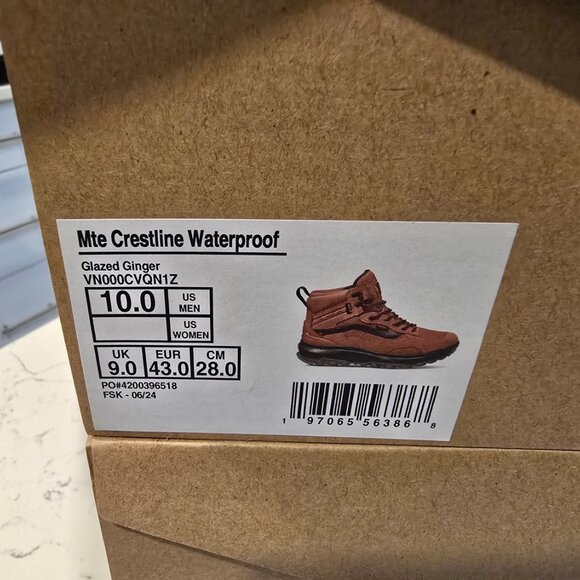 Mte Crestline Waterproof
Glazed Ginger
VN000CVQN1Z
10.0 US MEN
US WOMEN
UK EUR CM
9.0 43.0 28.0
PO#4200396518
FSK - 06/24
1 97065 56386 8